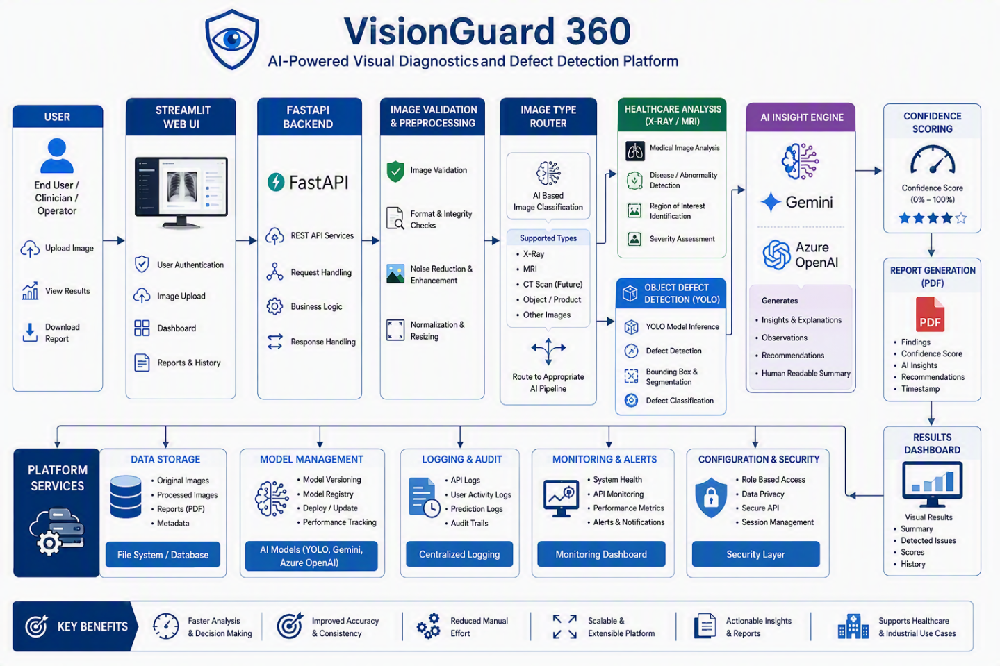 VisionGuard 360
AI-Powered Visual Diagnostics and Defect Detection Platform
USER
End User /
Clinician /
Operator
Upload Image
View Results
Download
Report
STREAMLIT
WEB UI
User Authentication
Image Upload
Dashboard
Reports & History
FASTAPI
BACKEND
FastAPI
REST API Services
Request Handling
Business Logic
Response Handling
IMAGE VALIDATION
& PREPROCESSING
Image Validation
Format & Integrity
Checks
Noise Reduction &
Enhancement
Normalization &
Resizing
IMAGE TYPE
ROUTER
AI Based
Image Classification
Supported Types
• X-Ray
• MRI
• CT Scan (Future)
• Object / Product
• Other Images
Route to Appropriate
AI Pipeline
HEALTHCARE ANALYSIS
(X-RAY / MRI)
Medical Image Analysis
Disease / Abnormality
Detection
Region of Interest
Identification
Severity Assessment
OBJECT DEFECT
DETECTION (YOLO)
YOLO Model Inference
Defect Detection
Bounding Box &
Segmentation
Defect Classification
AI INSIGHT ENGINE
Gemini
Azure
OpenAI
Generates
• Insights & Explanations
• Observations
• Recommendations
• Human Readable Summary
CONFIDENCE
SCORING
Confidence Score
(0% – 100%)
REPORT GENERATION
(PDF)
PDF
• Findings
• Confidence Score
• AI Insights
• Recommendations
• Timestamp
RESULTS
DASHBOARD
Visual Results
• Summary
• Detected Issues
• Scores
• History
PLATFORM
SERVICES
DATA STORAGE
• Original Images
• Processed Images
• Reports (PDF)
• Metadata
File System / Database
MODEL MANAGEMENT
• Model Versioning
• Model Registry
• Deploy / Update
• Performance Tracking
AI Models (YOLO, Gemini,
Azure OpenAI)
LOGGING & AUDIT
• API Logs
• User Activity Logs
• Prediction Logs
• Audit Trails
Centralized Logging
MONITORING & ALERTS
• System Health
• API Monitoring
• Performance Metrics
• Alerts & Notifications
Monitoring Dashboard
CONFIGURATION & SECURITY
• Role Based Access
• Data Privacy
• Secure API
• Session Management
Security Layer
KEY BENEFITS
Faster Analysis
& Decision Making
Improved Accuracy
& Consistency
Reduced Manual
Effort
Scalable &
Extensible Platform
Actionable Insights
& Reports
Supports Healthcare
& Industrial Use Cases